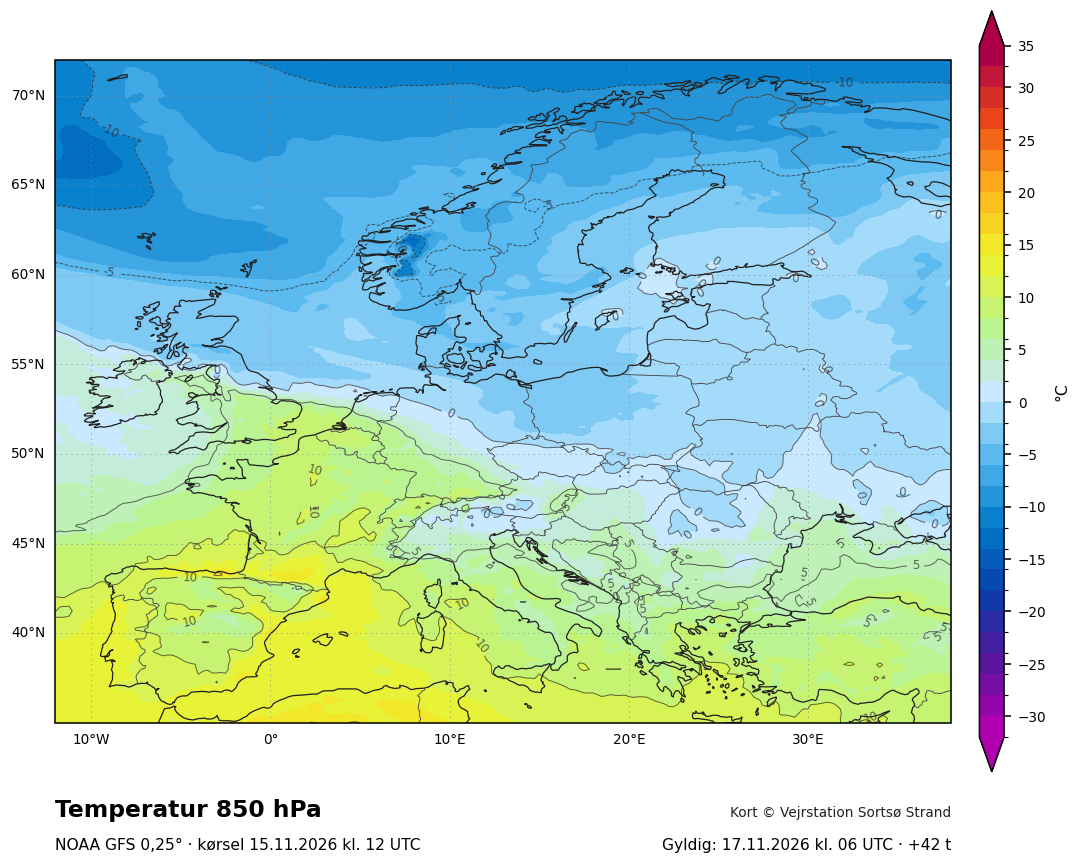 35
30
25
20
15
10
5
0
−5
−10
−15
−20
−25
−30
°C
70°N
65°N
60°N
55°N
50°N
45°N
40°N
10°W
0°
10°E
20°E
30°E
Temperatur 850 hPa
Kort © Vejrstation Sortsø Strand
NOAA GFS 0,25° · kørsel 15.11.2026 kl. 12 UTC
Gyldig: 17.11.2026 kl. 06 UTC · +42 t